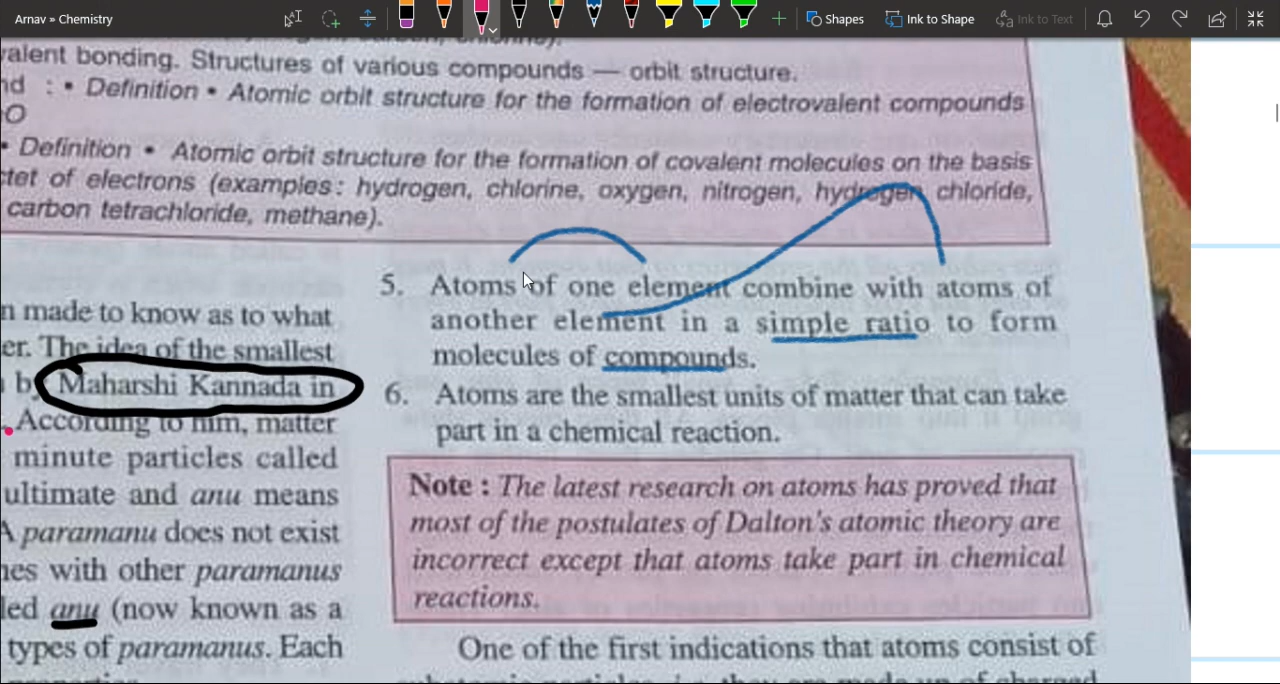 Arnav » Chemistry
Shapes
Ink to Shape
Ink to Text
valent bonding. Structures of various compounds — orbit structure.
: • Definition • Atomic orbit structure for the formation of electrovalent compounds
• Definition • Atomic orbit structure for the formation of covalent molecules on the basis
of electrons (examples: hydrogen, chlorine, oxygen, nitrogen, hydrogen chloride,
carbon tetrachloride, methane).
n made to know as to what
er. The idea of the smallest
Maharshi Kannada in
According to him, matter
minute particles called
ultimate and anu means
A paramanu does not exist
with other paramanus
led anu (now known as a
types of paramanus. Each
5. Atoms of one element combine with atoms of
another element in a simple ratio to form
molecules of compounds.
6. Atoms are the smallest units of matter that can take
part in a chemical reaction.
Note : The latest research on atoms has proved that
most of the postulates of Dalton's atomic theory are
incorrect except that atoms take part in chemical
reactions.
One of the first indications that atoms consist of